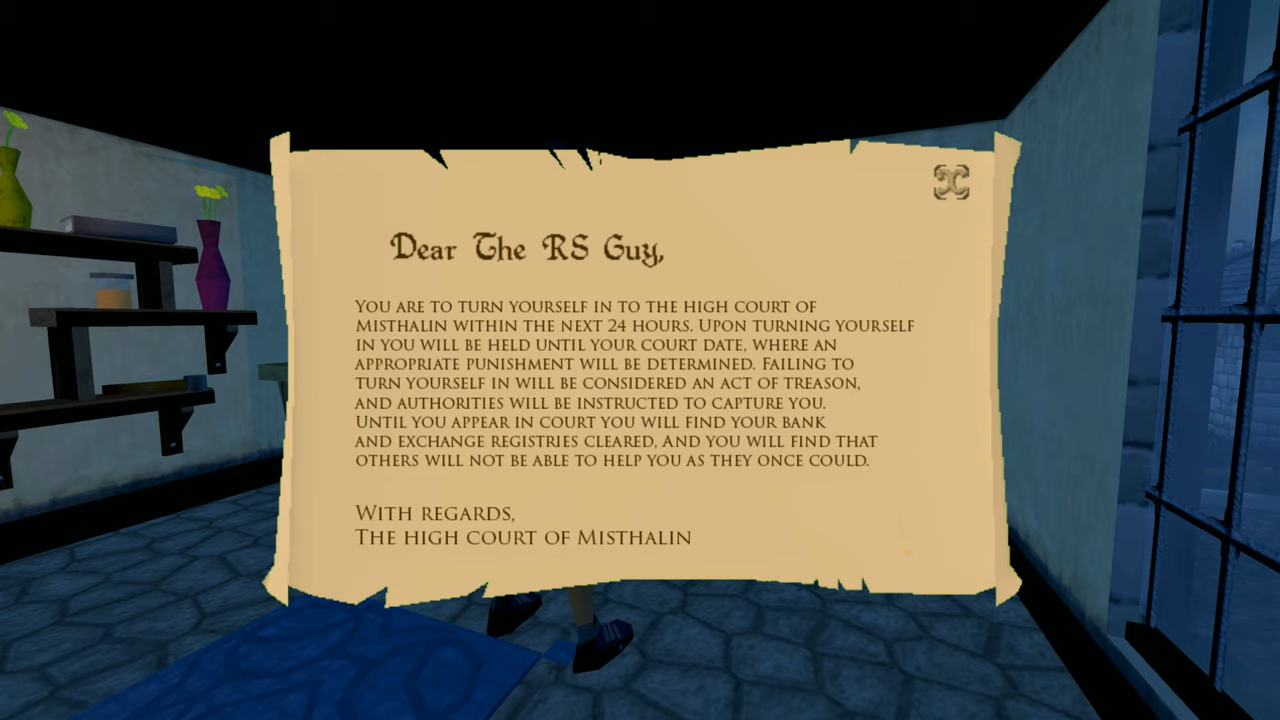 Dear The RS Guy,
You are to turn yourself in to the high court of
Misthalin within the next 24 hours. Upon turning yourself
in you will be held until your court date, where an
appropriate punishment will be determined. Failing to
turn yourself in will be considered an act of treason,
and authorities will be instructed to capture you.
Until you appear in court you will find your bank
and exchange registries cleared, And you will find that
others will not be able to help you as they once could.
With regards,
The high court of Misthalin